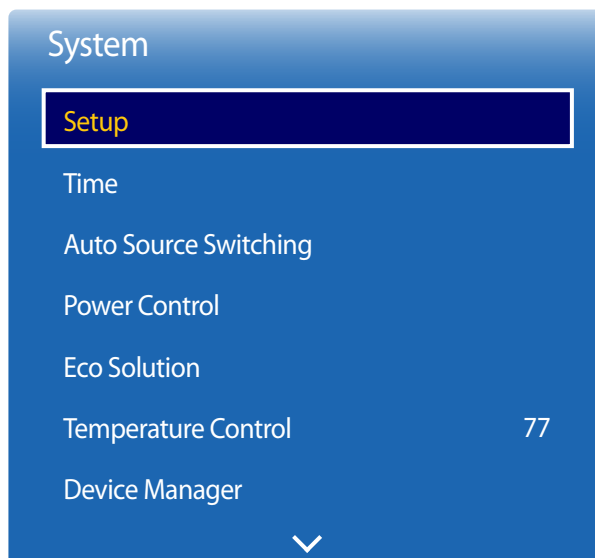 System
Setup
Time
Auto Source Switching
Power Control
Eco Solution
Temperature Control 77
Device Manager